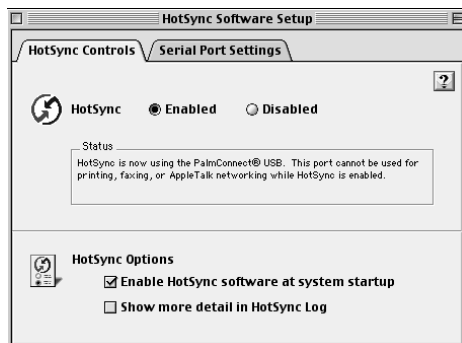 HotSync Software Setup
HotSync Controls
Serial Port Settings
?
HotSync
Enabled
Disabled
Status
HotSync is now using the PalmConnect® USB. This port cannot be used for
printing, faxing, or AppleTalk networking while HotSync is enabled.
HotSync Options
Enable HotSync software at system startup
Show more detail in HotSync Log